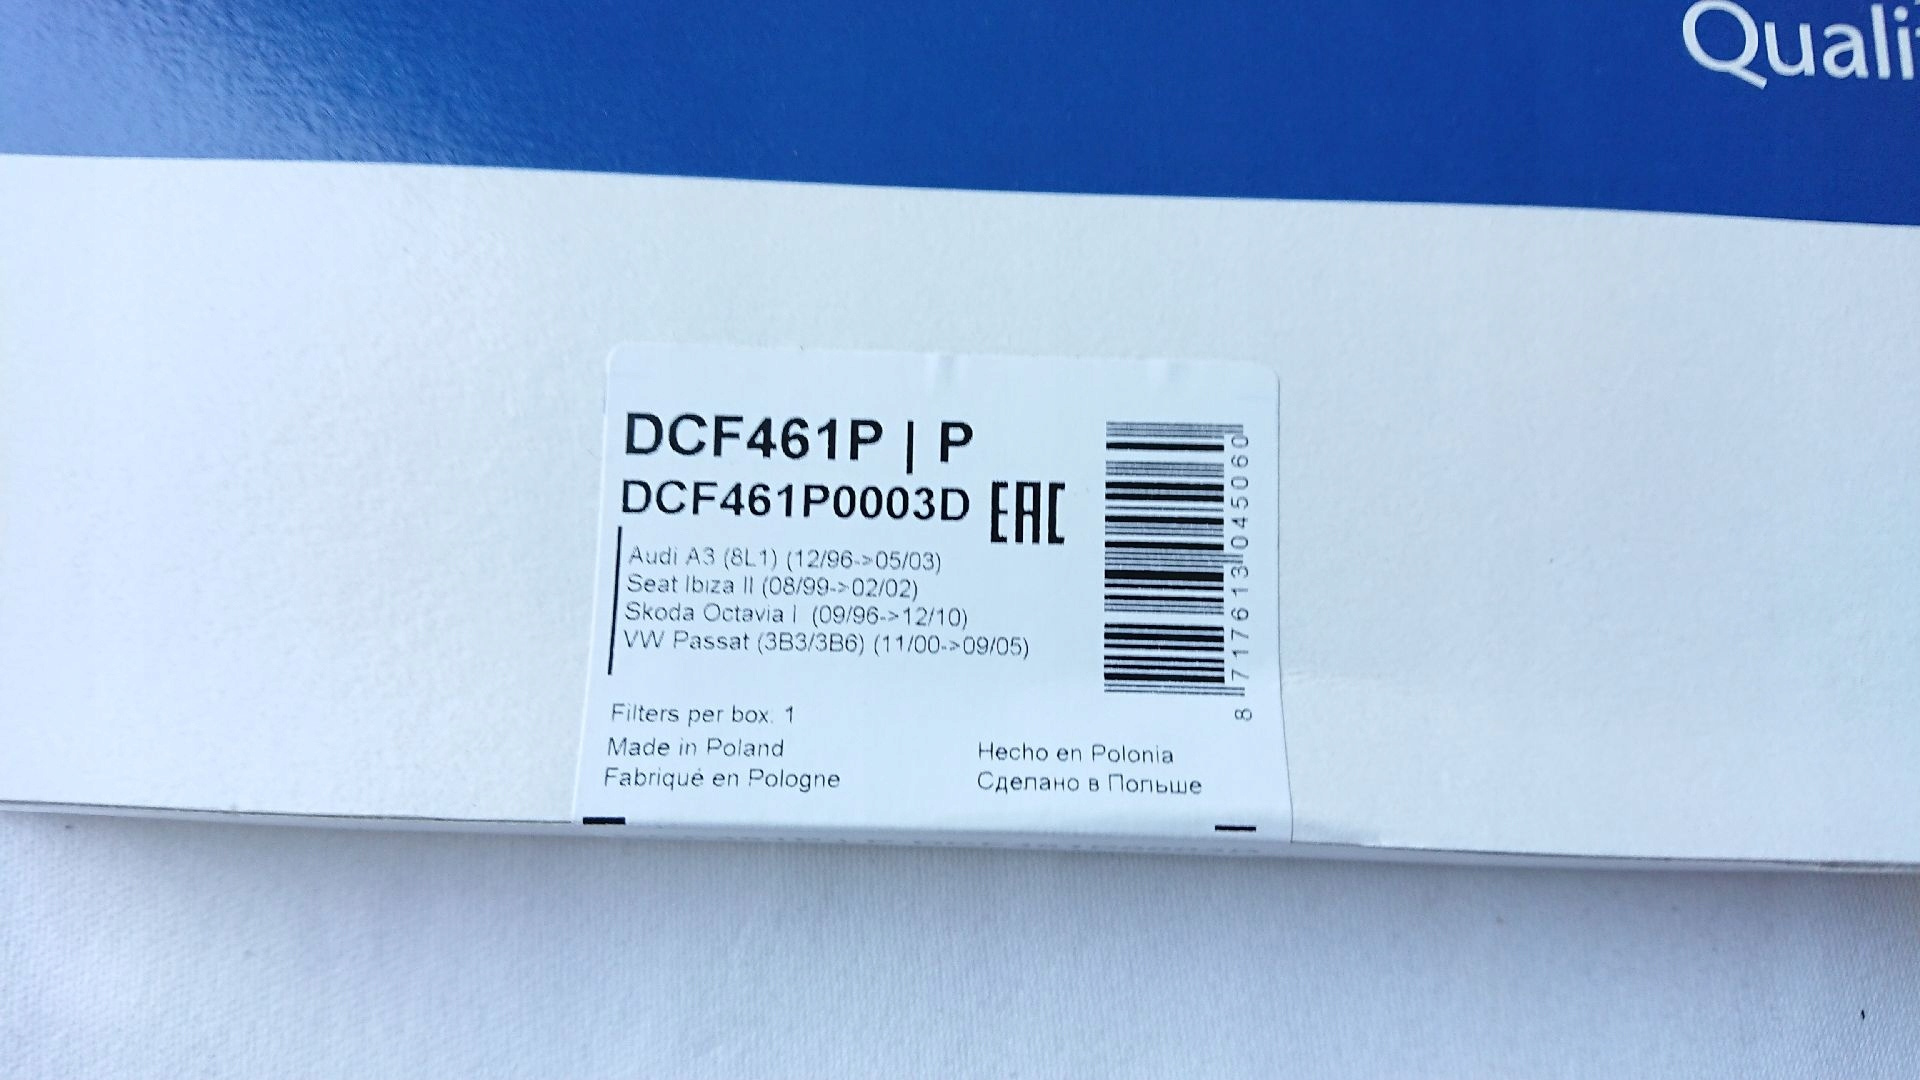 DCF461P | P
DCF461P0003D EAC
Audi A3 (8L1) (12/96->05/03)
Seat Ibiza II (08/99->02/02)
Skoda Octavia I (09/96->12/10)
VW Passat (3B3/3B6) (11/00->09/05)
Filters per box: 1
Made in Poland
Fabriqué en Pologne
Hecho en Polonia
Сделано в Польше
8 717613 045060